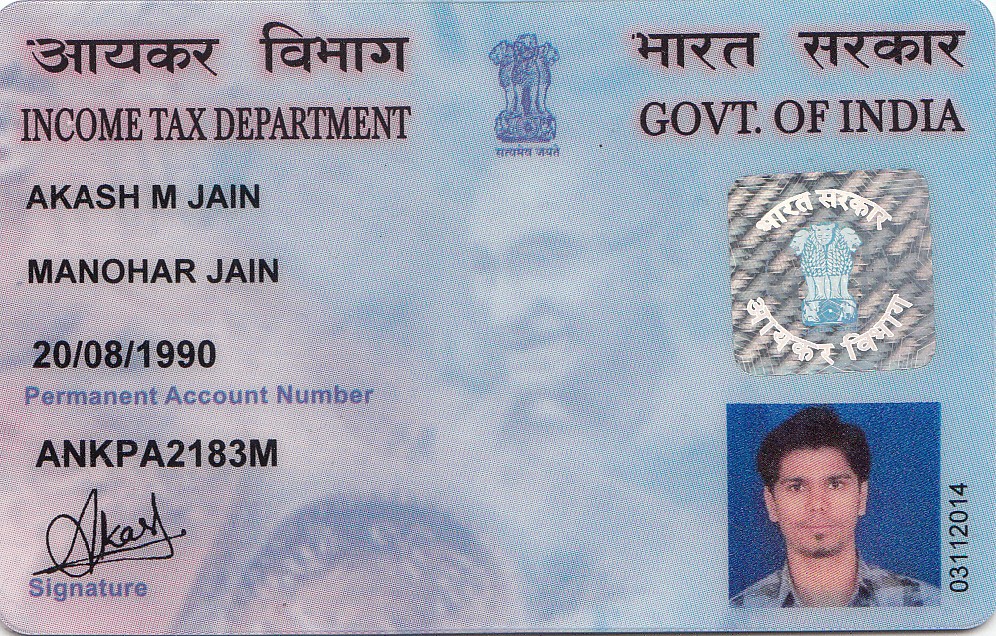 आयकर विभाग
INCOME TAX DEPARTMENT
सत्यमेव जयते
भारत सरकार
GOVT. OF INDIA
AKASH M JAIN
MANOHAR JAIN
20/08/1990
Permanent Account Number
ANKPA2183M
Akash
Signature
भारत सरकार
आयकर विभाग
03112014